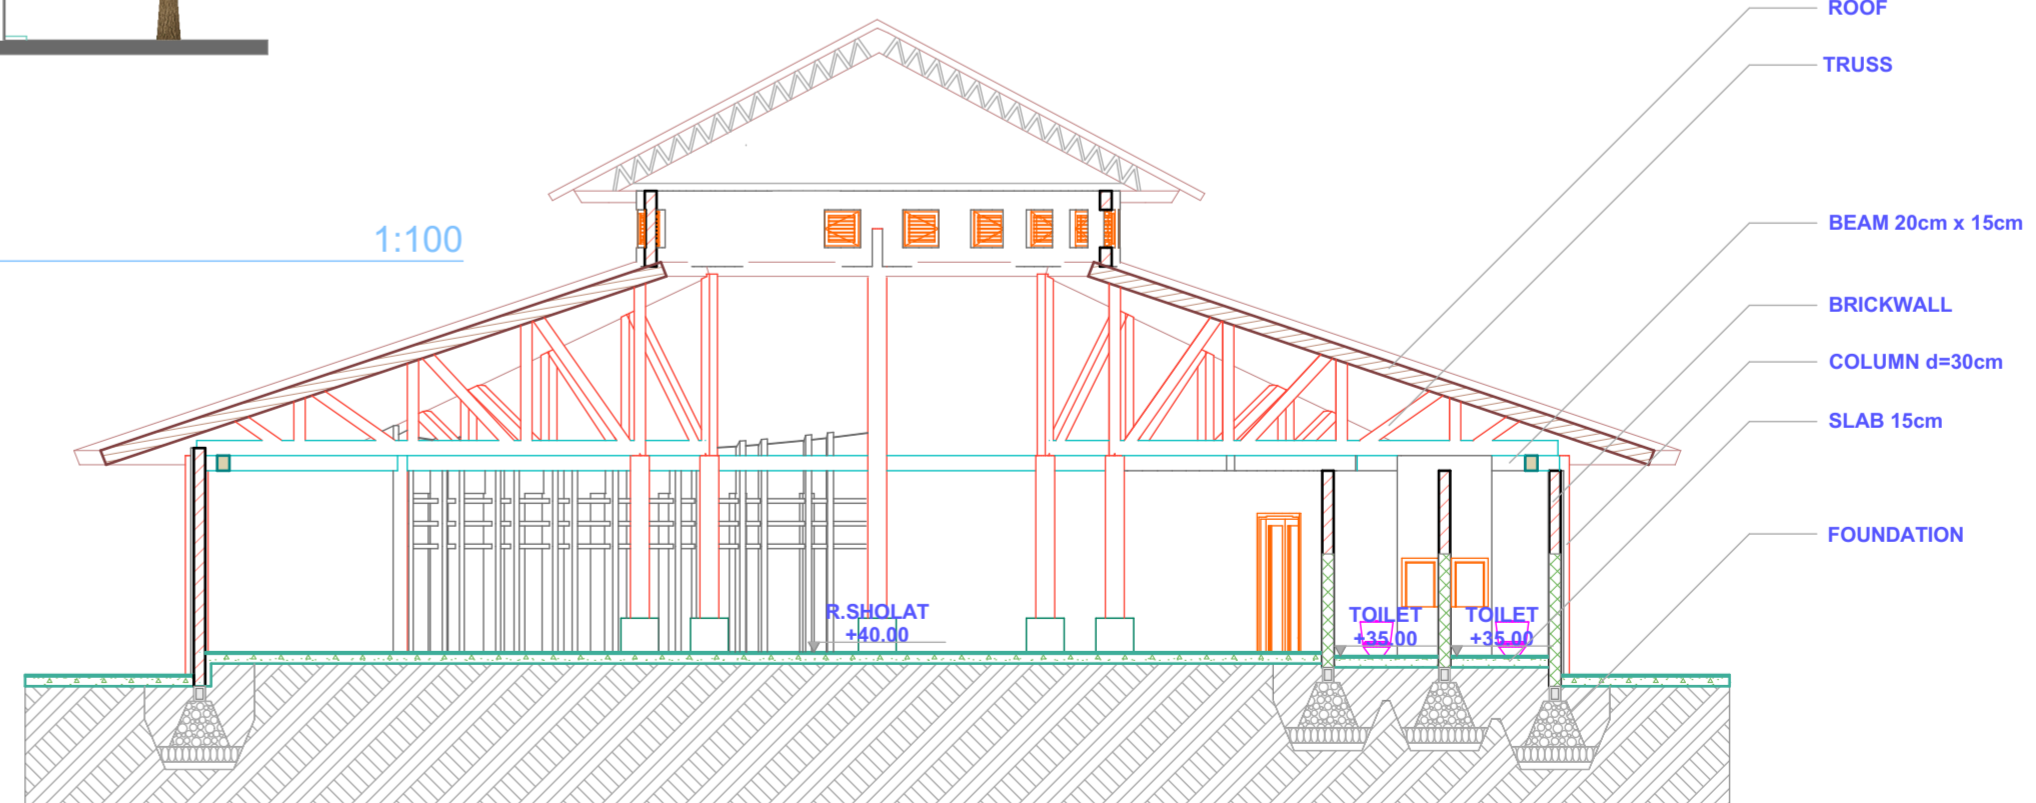 ROOF
TRUSS
1:100
BEAM 20cm x 15cm
BRICKWALL
COLUMN d=30cm
SLAB 15cm
FOUNDATION
R.SHOLAT
+40.00
TOILET
+35.00
TOILET
+35.00